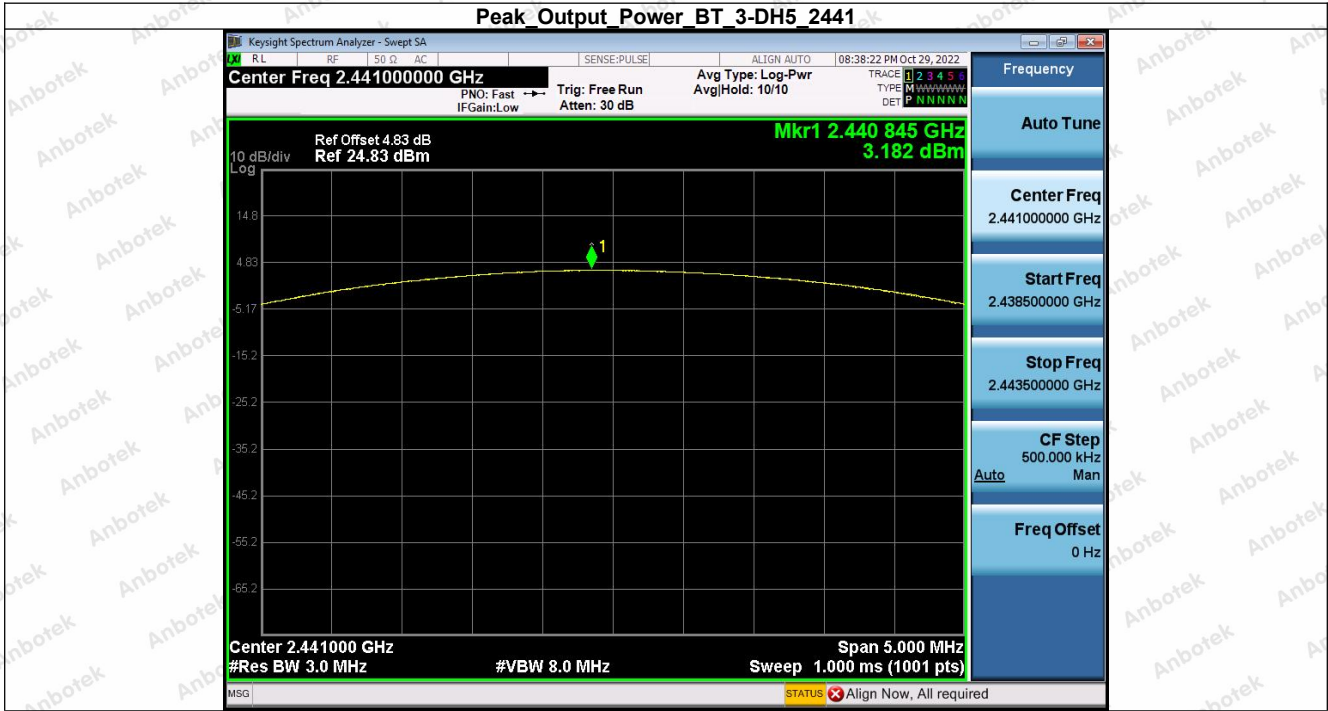 Peak_Output_Power_BT_3-DH5_2441
Keysight Spectrum Analyzer - Swept SA
LXI RL RF 50 Ω AC SENSE:PULSE ALIGN AUTO 08:38:22 PM Oct 29, 2022
Center Freq 2.441000000 GHz
PNO: Fast
IFGain:Low
Trig: Free Run
Atten: 30 dB
Avg Type: Log-Pwr
Avg|Hold: 10/10
TRACE 1 2 3 4 5 6
TYPE M WWWWW
DET P N N N N N
Frequency
Mkr1 2.440 845 GHz
3.182 dBm
Ref Offset 4.83 dB
10 dB/div Ref 24.83 dBm
Log
14.8
4.83
-5.17
-15.2
-25.2
-35.2
-45.2
-55.2
-65.2
1
Center 2.441000 GHz Span 5.000 MHz
#Res BW 3.0 MHz #VBW 8.0 MHz Sweep 1.000 ms (1001 pts)
Auto Tune
Center Freq
2.441000000 GHz
Start Freq
2.438500000 GHz
Stop Freq
2.443500000 GHz
CF Step
500.000 kHz
Auto Man
Freq Offset
0 Hz
MSG STATUS Align Now, All required
Anbotek